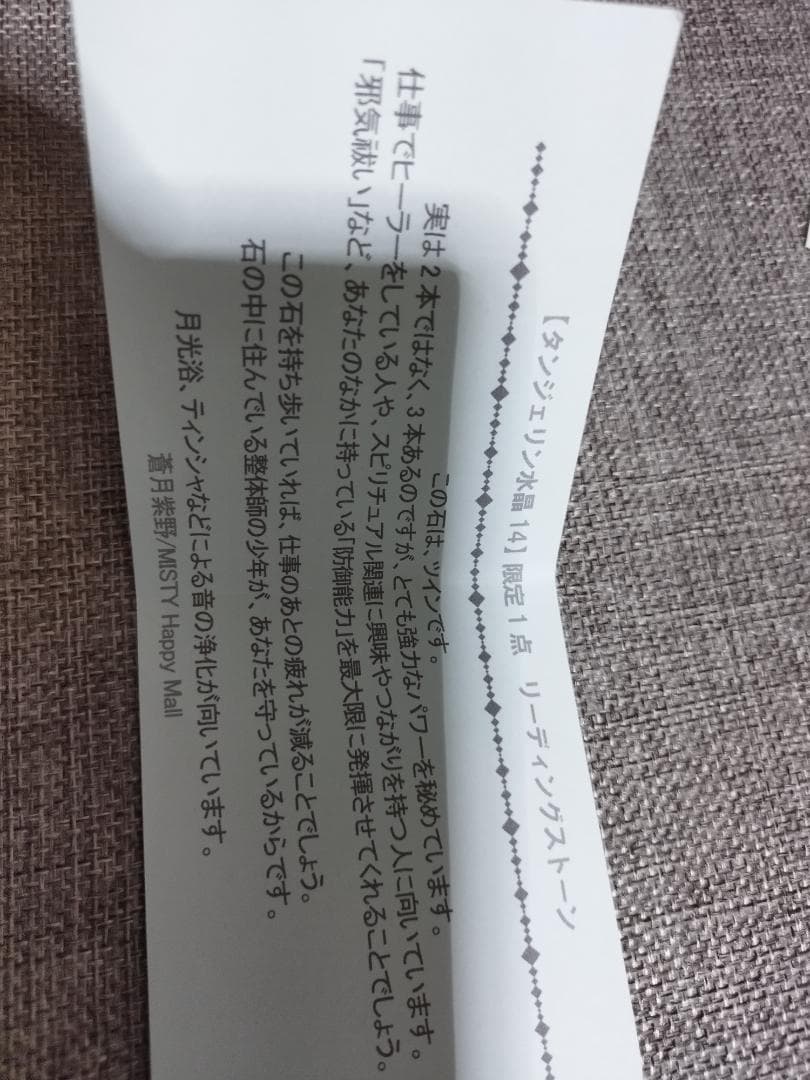 【タンジェリン水晶 14】限定 1 点　リーディングストーン
この石は、ツインです。
実は 2 本ではなく、3 本あるのですが、とても強力なパワーを秘めています。
仕事でヒーラーをしている人や、スピリチュアル関連に興味やつながりを持つ人に向いています。
「邪気祓い」など、あなたのなかに持っている「防御能力」を最大限に発揮させてくれることでしょう。
この石を持ち歩いていれば、仕事のあとの疲れが減ることでしょう。
石の中に住んでいる整体師の少年が、あなたを守っているからです。
月光浴、ティンシャなどによる音の浄化が向いています。
蒼月紫野/MISTY Happy Mall